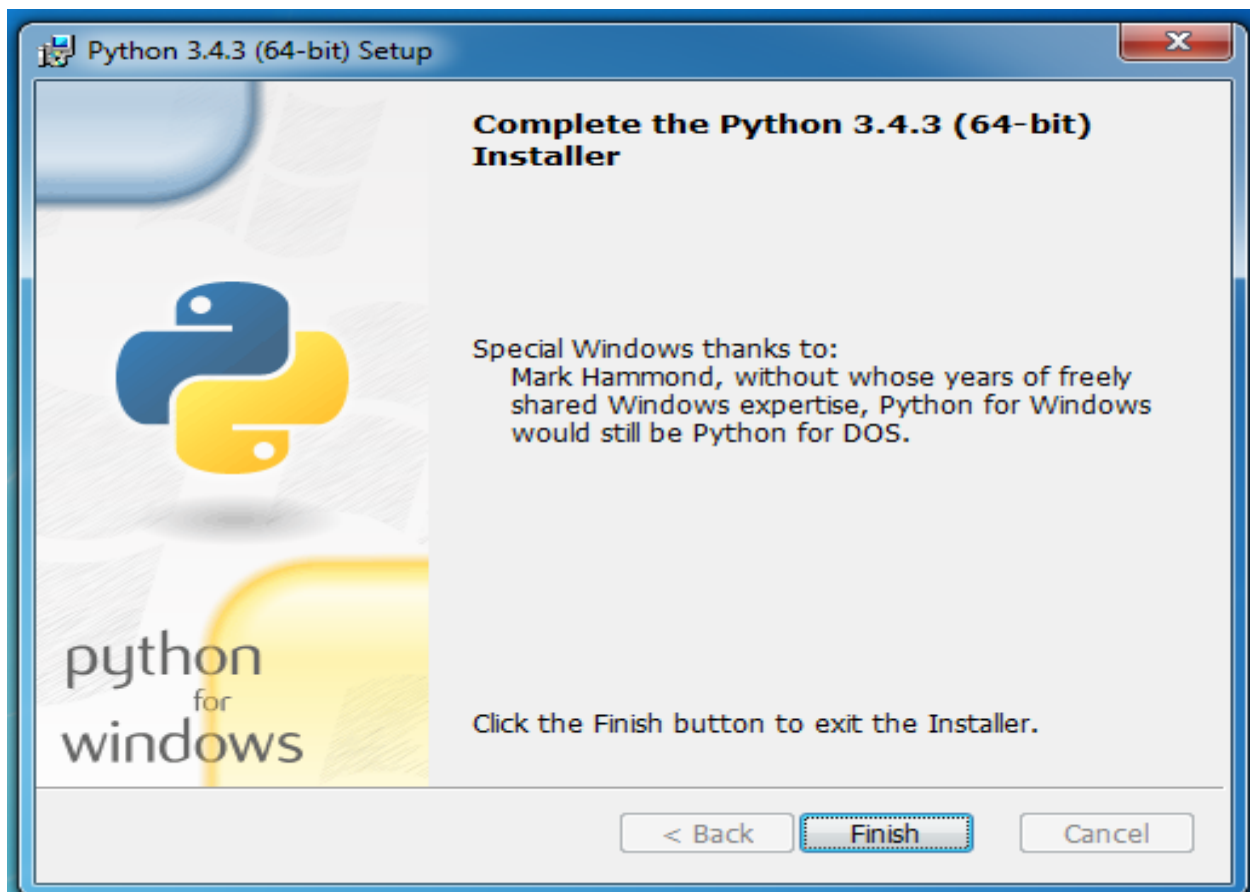 Python 3.4.3 (64-bit) Setup
x
Complete the Python 3.4.3 (64-bit)
Installer
Special Windows thanks to:
Mark Hammond, without whose years of freely
shared Windows expertise, Python for Windows
would still be Python for DOS.
python
for
windows
Click the Finish button to exit the Installer.
< Back
Finish
Cancel